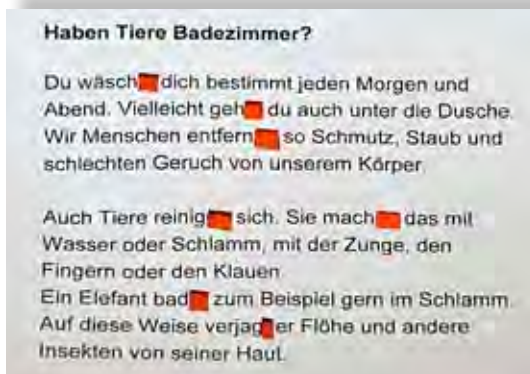 Haben Tiere Badezimmer?
Du wäsch dich bestimmt jeden Morgen und
Abend. Vielleicht geh du auch unter die Dusche.
Wir Menschen entfern so Schmutz, Staub und
schlechten Geruch von unserem Körper
Auch Tiere reinig sich. Sie mach das mit
Wasser oder Schlamm, mit der Zunge, den
Fingern oder den Klauen
Ein Elefant bad zum Beispiel gern im Schlamm.
Auf diese Weise verjag er Flöhe und andere
Insekten von seiner Haut.